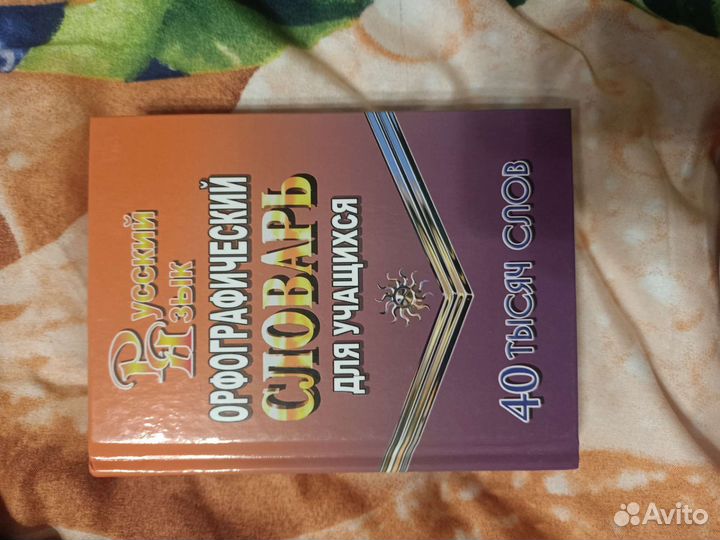 Русский
Язык
ОРФОГРАФИЧЕСКИЙ
СЛОВАРЬ
ДЛЯ УЧАЩИХСЯ
40 ТЫСЯЧ СЛОВ
Avito